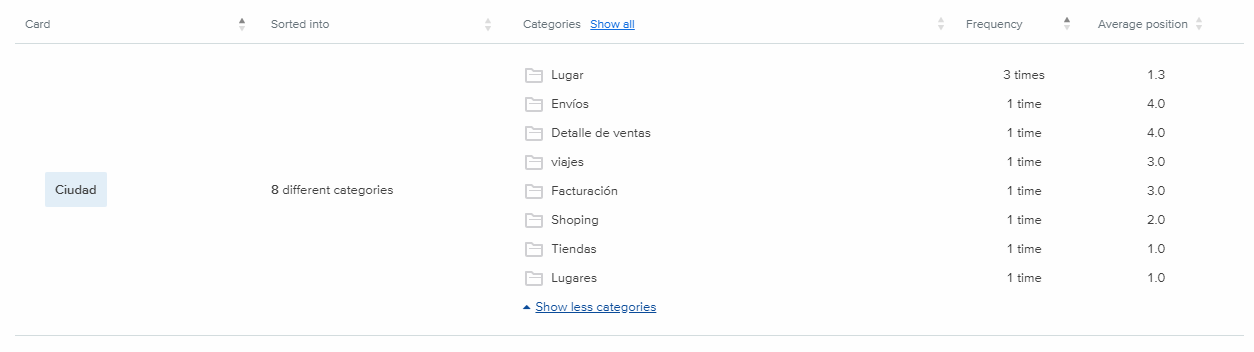 Card Sorted into Categories Show all Frequency Average position
Lugar 3 times 1.3
Envíos 1 time 4.0
Detalle de ventas 1 time 4.0
viajes 1 time 3.0
Ciudad 8 different categories Facturación 1 time 3.0
Shoping 1 time 2.0
Tiendas 1 time 1.0
Lugares 1 time 1.0
Show less categories